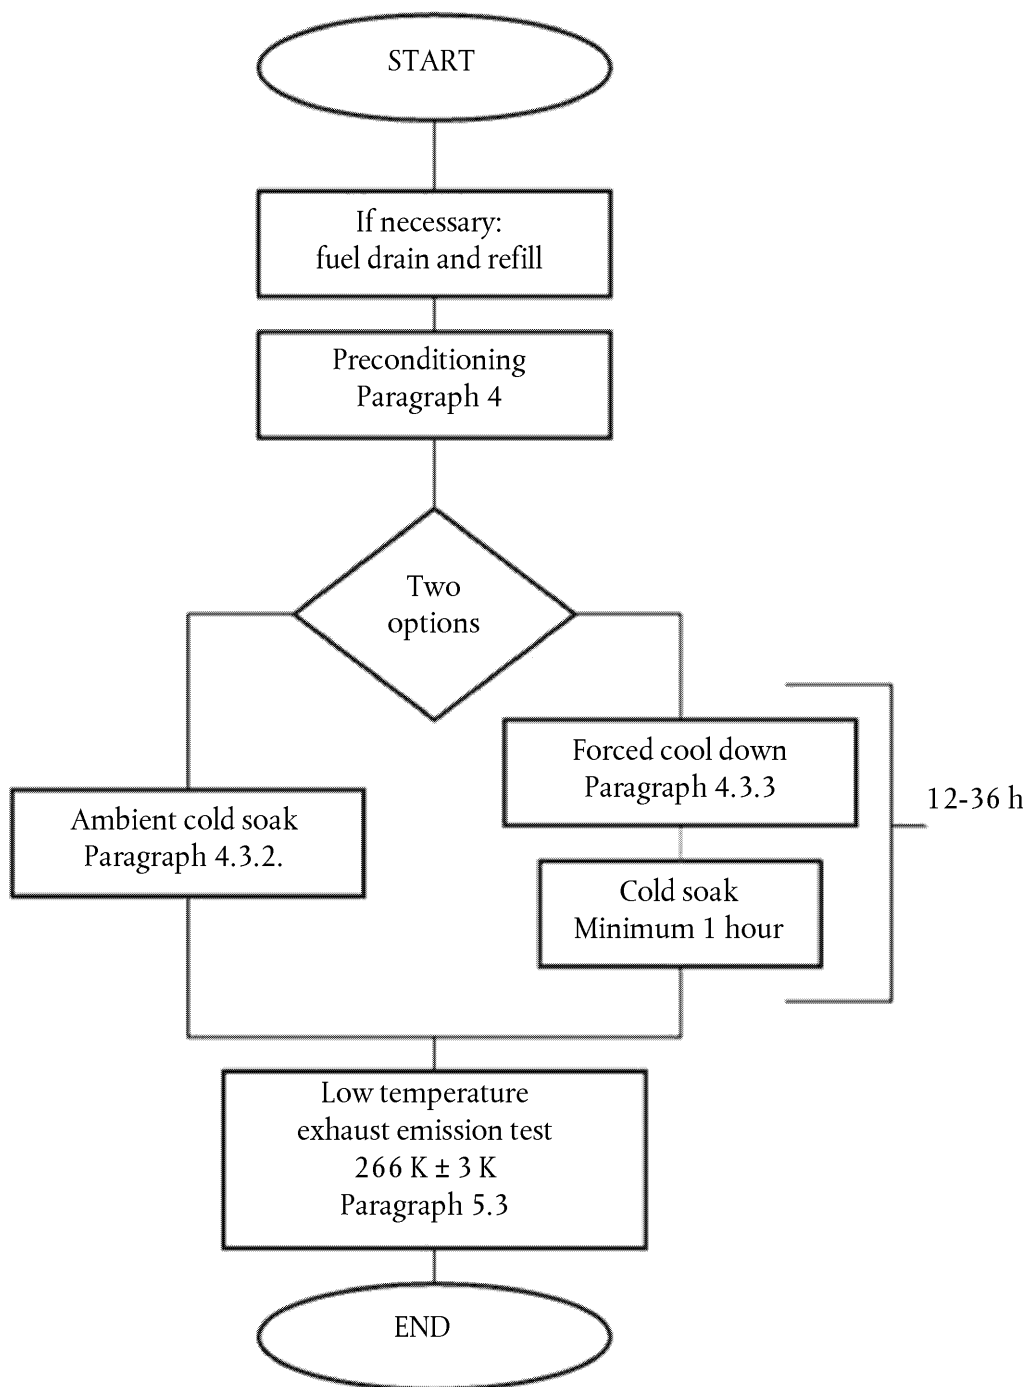 START
If necessary:
fuel drain and refill
Preconditioning
Paragraph 4
Two
options
Forced cool down
Paragraph 4.3.3
12-36 h
Ambient cold soak
Paragraph 4.3.2.
Cold soak
Minimum 1 hour
Low temperature
exhaust emission test
266 K ± 3 K
Paragraph 5.3
END